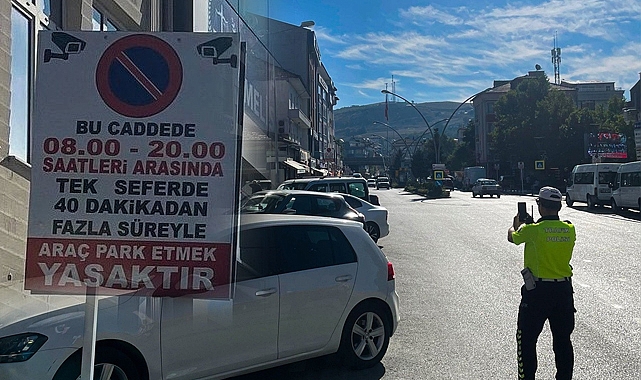 BU CADDEDE
08.00 - 20.00
SAATLERİ ARASINDA
TEK SEFERDE
40 DAKİKADAN
FAZLA SÜREYLE
ARAÇ PARK ETMEK
YASAKTIR